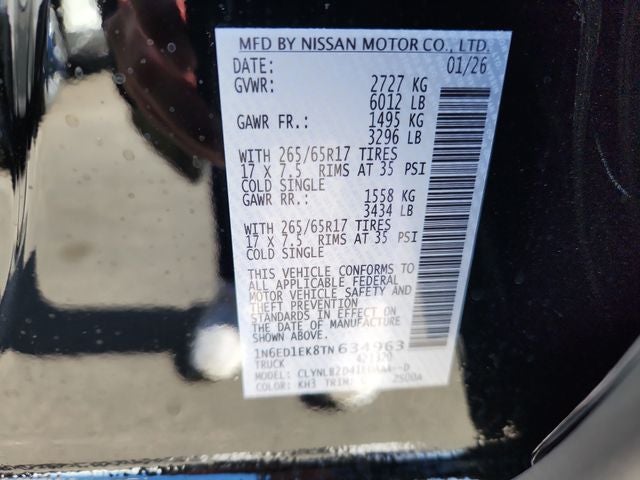 MFD BY NISSAN MOTOR CO., LTD.
DATE: 01/26
GVWR: 2727 KG
6012 LB
GAWR FR.: 1495 KG
3296 LB
WITH 265/65R17 TIRES
17 X 7.5 RIMS AT 35 PSI
COLD SINGLE
GAWR RR.: 1558 KG
3434 LB
WITH 265/65R17 TIRES
17 X 7.5 RIMS AT 35 PSI
COLD SINGLE
THIS VEHICLE CONFORMS TO
ALL APPLICABLE FEDERAL
MOTOR VEHICLE SAFETY AND
THEFT PREVENTION
STANDARDS IN EFFECT ON
THE DATE OF MANUFACTURE
SHOWN ABOVE.
1N6ED1EK8TN634963
TRUCK
MODEL:
COLOR: KH3 TRIM: 2500A